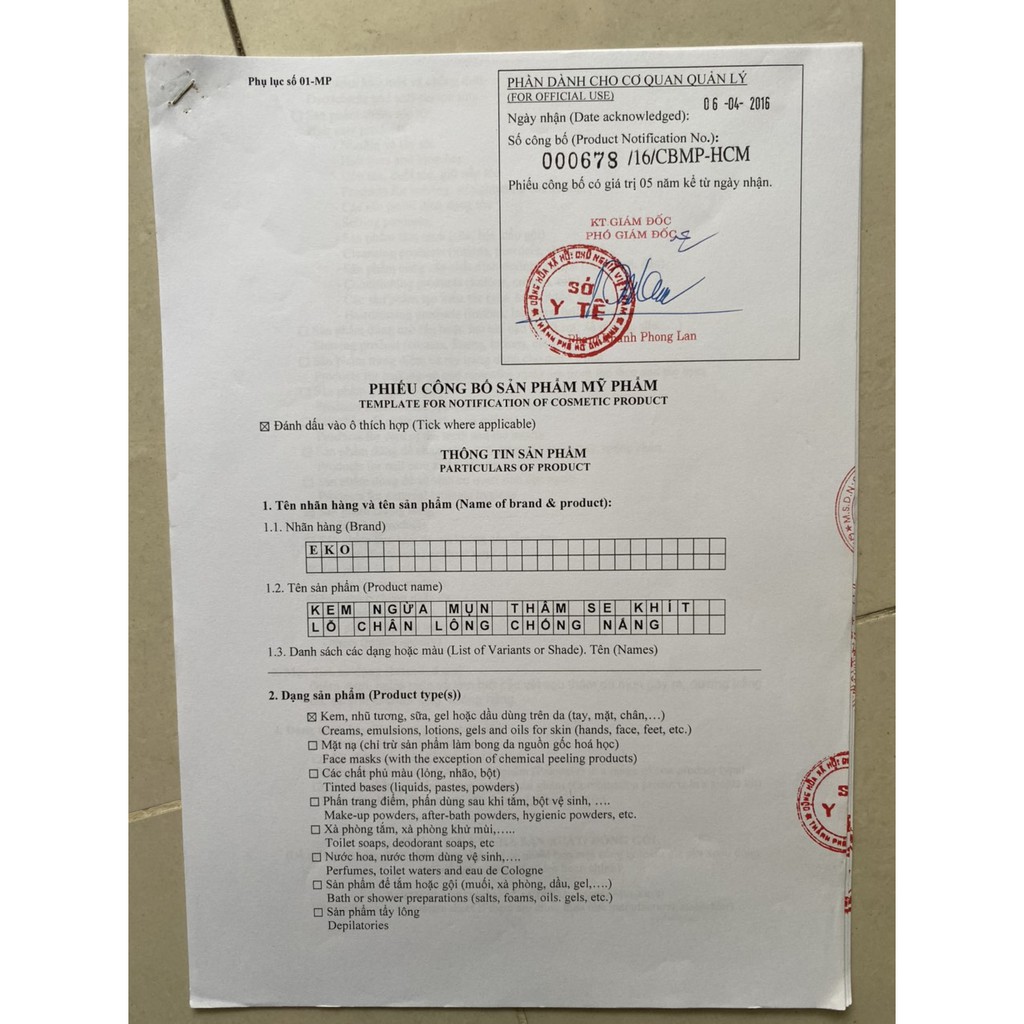 Phụ lục số 01-MP
PHẦN DÀNH CHO CƠ QUAN QUẢN LÝ
(FOR OFFICIAL USE)
06 -04- 2016
Ngày nhận (Date acknowledged):
Số công bố (Product Notification No.):
000678 /16/CBMP-HCM
Phiếu công bố có giá trị 05 năm kể từ ngày nhận.
KT GIÁM ĐỐC
PHÓ GIÁM ĐỐC
SỞ
Y TẾ
Phong Lan
PHIẾU CÔNG BỐ SẢN PHẨM MỸ PHẨM
TEMPLATE FOR NOTIFICATION OF COSMETIC PRODUCT
☒ Đánh dấu vào ô thích hợp (Tick where applicable)
THÔNG TIN SẢN PHẨM
PARTICULARS OF PRODUCT
1. Tên nhãn hàng và tên sản phẩm (Name of brand & product):
1.1. Nhãn hàng (Brand)
EKO
1.2. Tên sản phẩm (Product name)
KEM NGỪA MỤN THÂM SE KHÍT
LỖ CHÂN LÔNG CHỐNG NẮNG
1.3. Danh sách các dạng hoặc màu (List of Variants or Shade). Tên (Names)
2. Dạng sản phẩm (Product type(s))
☒ Kem, nhũ tương, sữa, gel hoặc dầu dùng trên da (tay, mặt, chân,…)
Creams, emulsions, lotions, gels and oils for skin (hands, face, feet, etc.)
☐ Mặt nạ (chỉ trừ sản phẩm làm bong da nguồn gốc hoá học)
Face masks (with the exception of chemical peeling products)
☐ Các chất phủ màu (lỏng, nhão, bột)
Tinted bases (liquids, pastes, powders)
☐ Phấn trang điểm, phấn dùng sau khi tắm, bột vệ sinh, ….
Make-up powders, after-bath powders, hygienic powders, etc.
☐ Xà phòng tắm, xà phòng khử mùi,…..
Toilet soaps, deodorant soaps, etc
☐ Nước hoa, nước thơm dùng vệ sinh,….
Perfumes, toilet waters and eau de Cologne
☐ Sản phẩm để tắm hoặc gội (muối, xà phòng, dầu, gel,….)
Bath or shower preparations (salts, foams, oils. gels, etc.)
☐ Sản phẩm tẩy lông
Depilatories